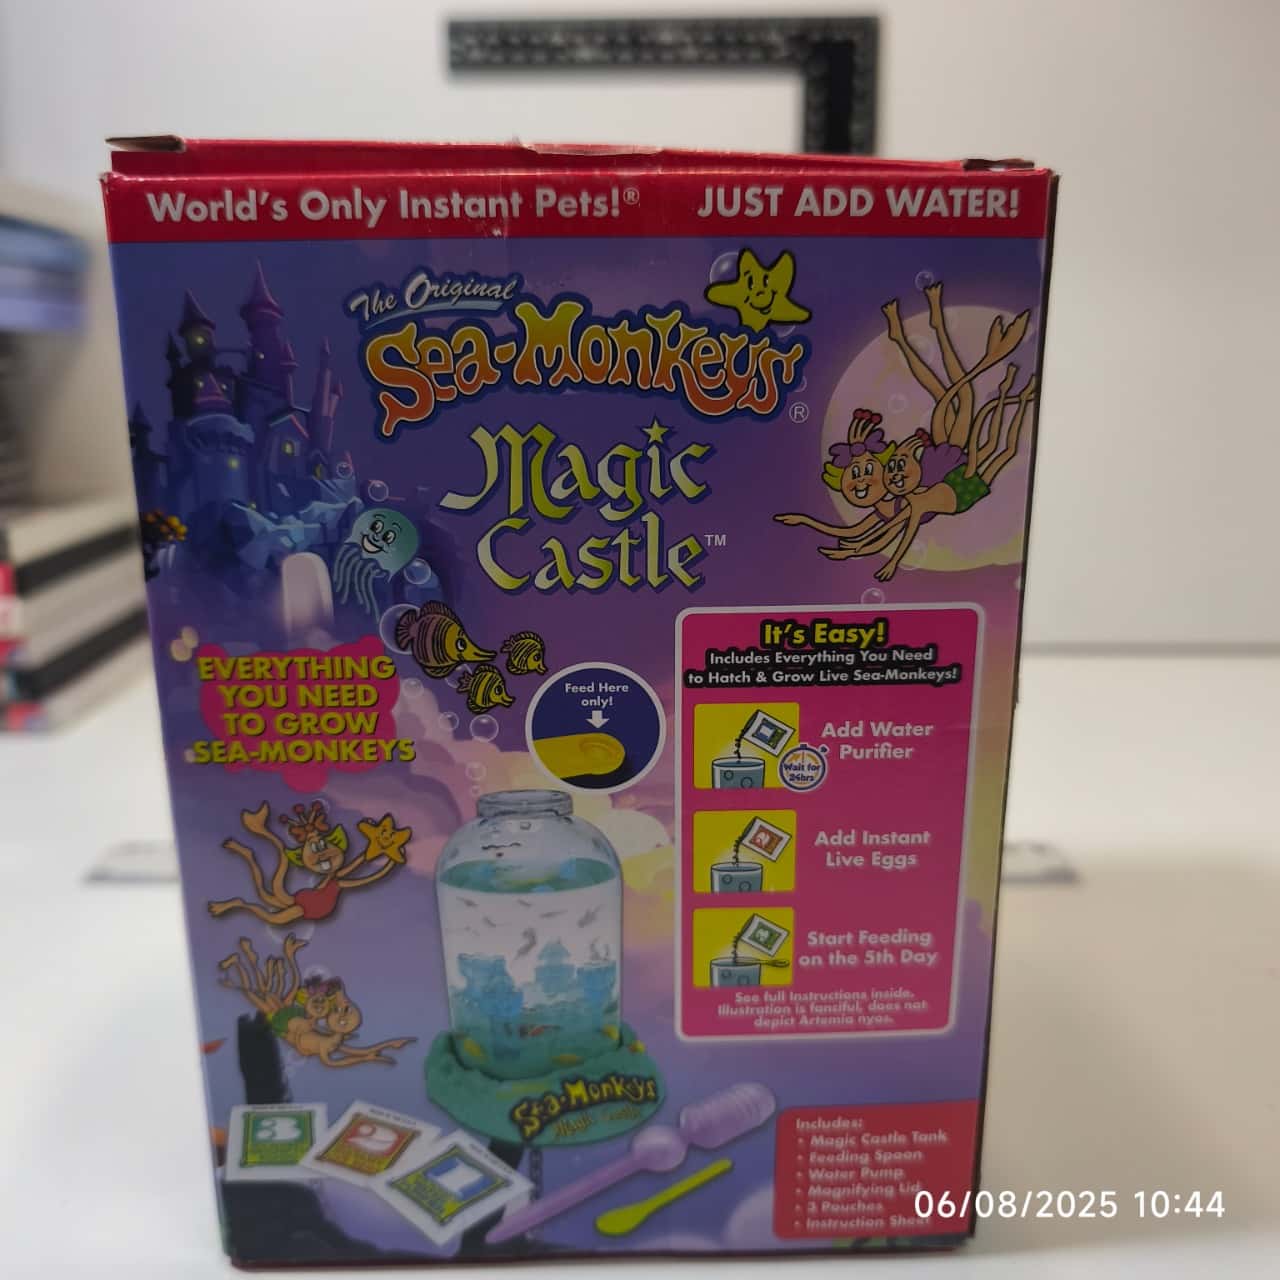 World's Only Instant Pets!® JUST ADD WATER!
The Original
Sea-Monkeys®
Magic
Castle™
EVERYTHING
YOU NEED
TO GROW
SEA-MONKEYS
Feed Here
only!
It's Easy!
Includes Everything You Need
to Hatch & Grow Live Sea-Monkeys!
Add Water
Purifier
Wait for
24hrs
Add Instant
Live Eggs
Start Feeding
on the 5th Day
See full Instructions inside.
Illustration is fanciful, does not
depict Artemia nyos.
Sea-Monkeys
Magic Castle
3
2
1
Includes:
• Magic Castle Tank
• Feeding Spoon
• Water Pump
• Magnifying Lid
• 3 Pouches
• Instruction Sheet
06/08/2025 10:44